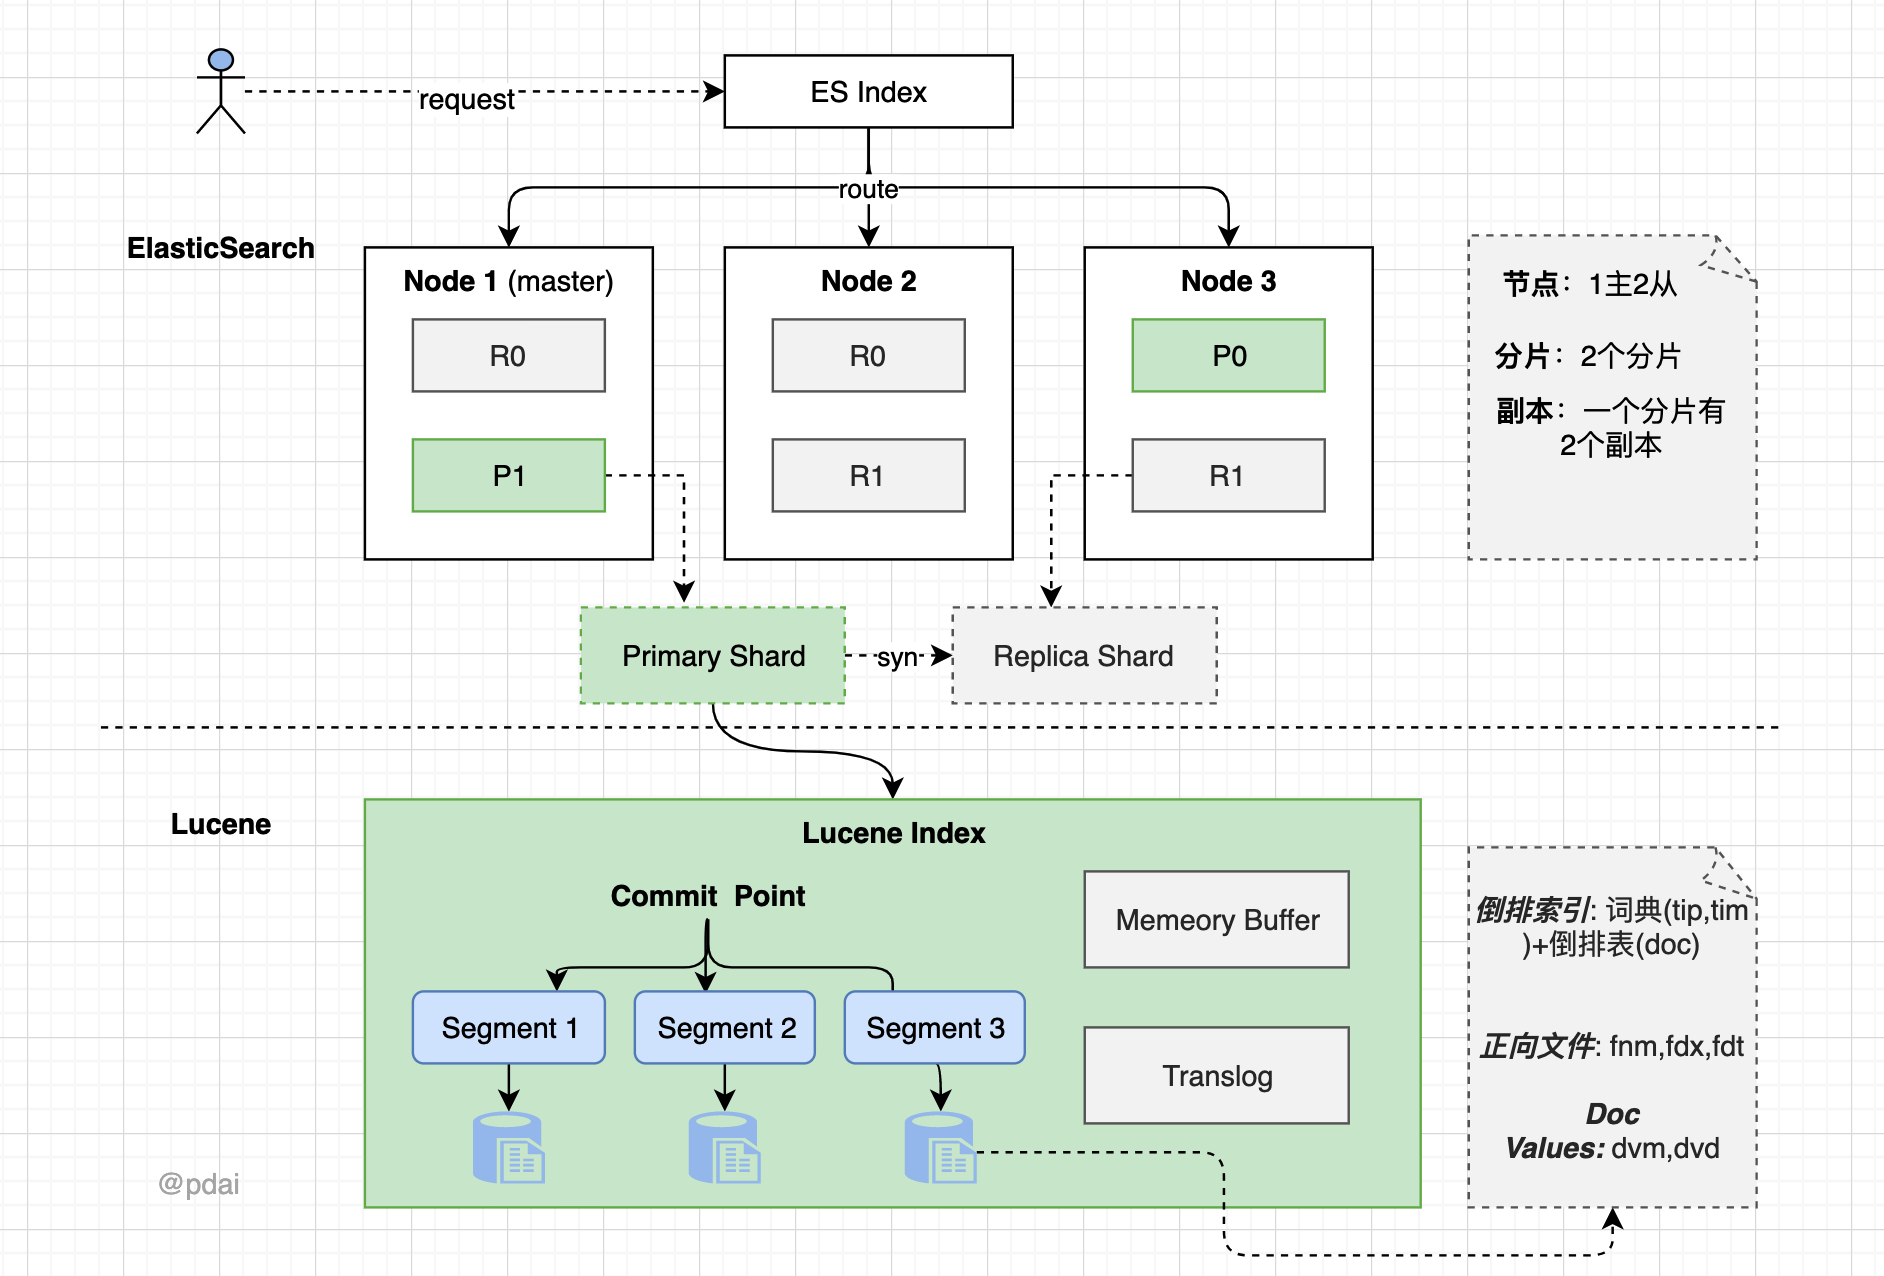 request
ES Index
route
ElasticSearch
Node 1 (master)
R0
P1
Node 2
R0
R1
Node 3
P0
R1
节点：1主2从
分片：2个分片
副本：一个分片有
2个副本
Primary Shard
syn
Replica Shard
Lucene
Lucene Index
Commit Point
Memeory Buffer
Segment 1
Segment 2
Segment 3
Translog
倒排索引: 词典(tip,tim
)+倒排表(doc)
正向文件: fnm,fdx,fdt
Doc
Values: dvm,dvd
@pdai